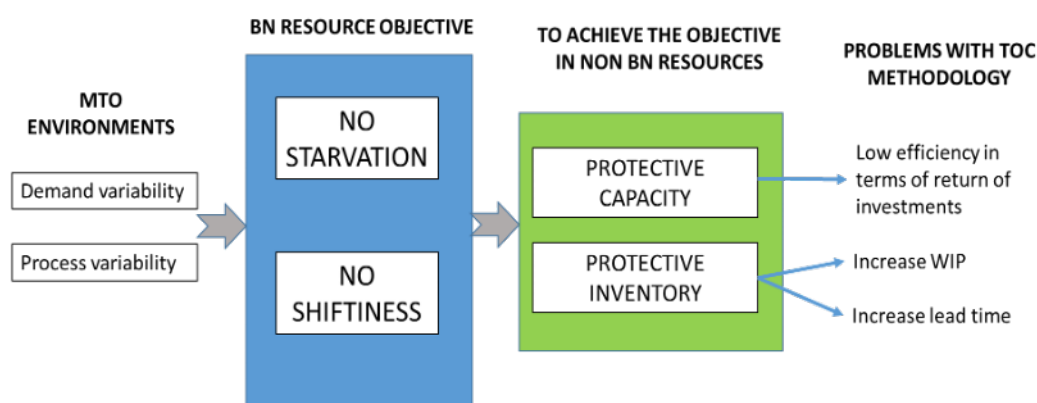 BN RESOURCE OBJECTIVE
TO ACHIEVE THE OBJECTIVE
IN NON BN RESOURCES
PROBLEMS WITH TOC
METHODOLOGY
MTO
ENVIRONMENTS
Demand variability
Process variability
NO
STARVATION
NO
SHIFTINESS
PROTECTIVE
CAPACITY
PROTECTIVE
INVENTORY
Low efficiency in
terms of return of
investments
Increase WIP
Increase lead time